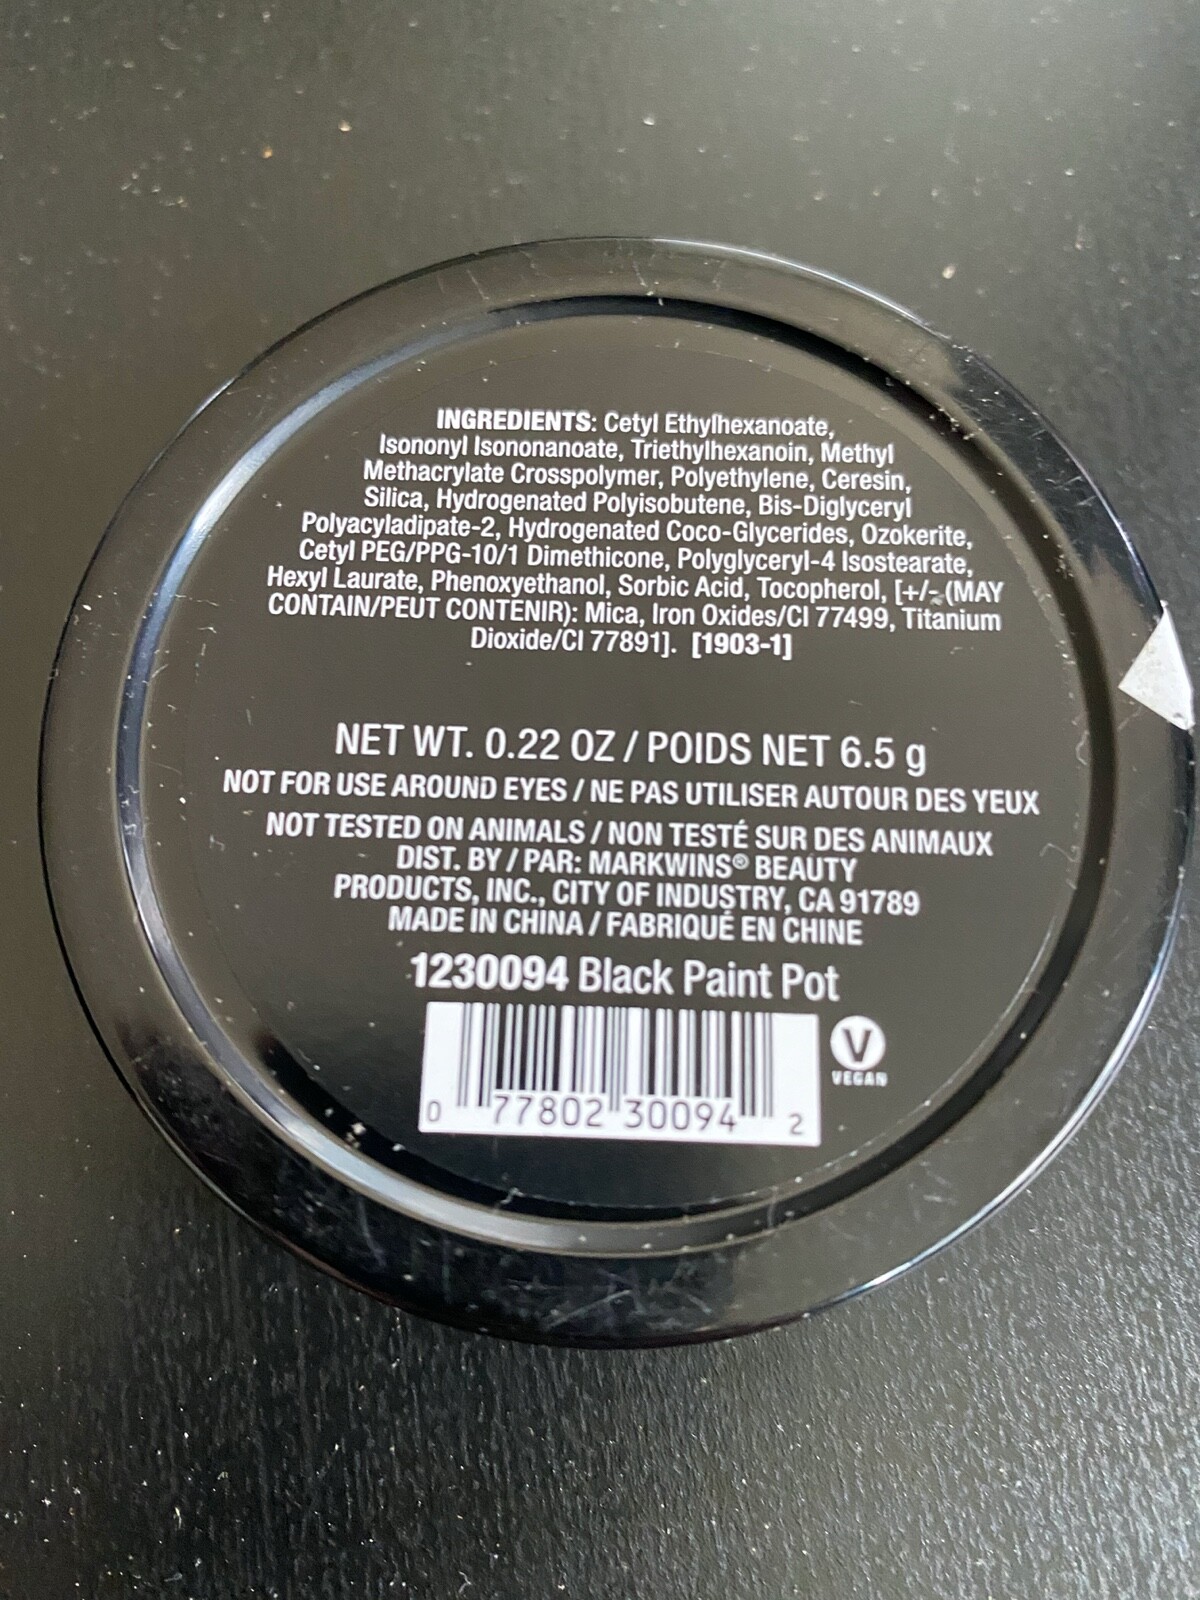 INGREDIENTS: Cetyl Ethylhexanoate,
Isononyl Isononanoate, Triethylhexanoin, Methyl
Methacrylate Crosspolymer, Polyethylene, Ceresin,
Silica, Hydrogenated Polyisobutene, Bis-Diglyceryl
Polyacyladipate-2, Hydrogenated Coco-Glycerides, Ozokerite,
Cetyl PEG/PPG-10/1 Dimethicone, Polyglyceryl-4 Isostearate,
Hexyl Laurate, Phenoxyethanol, Sorbic Acid, Tocopherol, [+/- (MAY
CONTAIN/PEUT CONTENIR): Mica, Iron Oxides/CI 77499, Titanium
Dioxide/CI 77891]. [1903-1]
NET WT. 0.22 OZ / POIDS NET 6.5 g
NOT FOR USE AROUND EYES / NE PAS UTILISER AUTOUR DES YEUX
NOT TESTED ON ANIMALS / NON TESTÉ SUR DES ANIMAUX
DIST. BY / PAR: MARKWINS® BEAUTY
PRODUCTS, INC., CITY OF INDUSTRY, CA 91789
MADE IN CHINA / FABRIQUÉ EN CHINE
1230094 Black Paint Pot
V
VEGAN
0 77802 30094 2